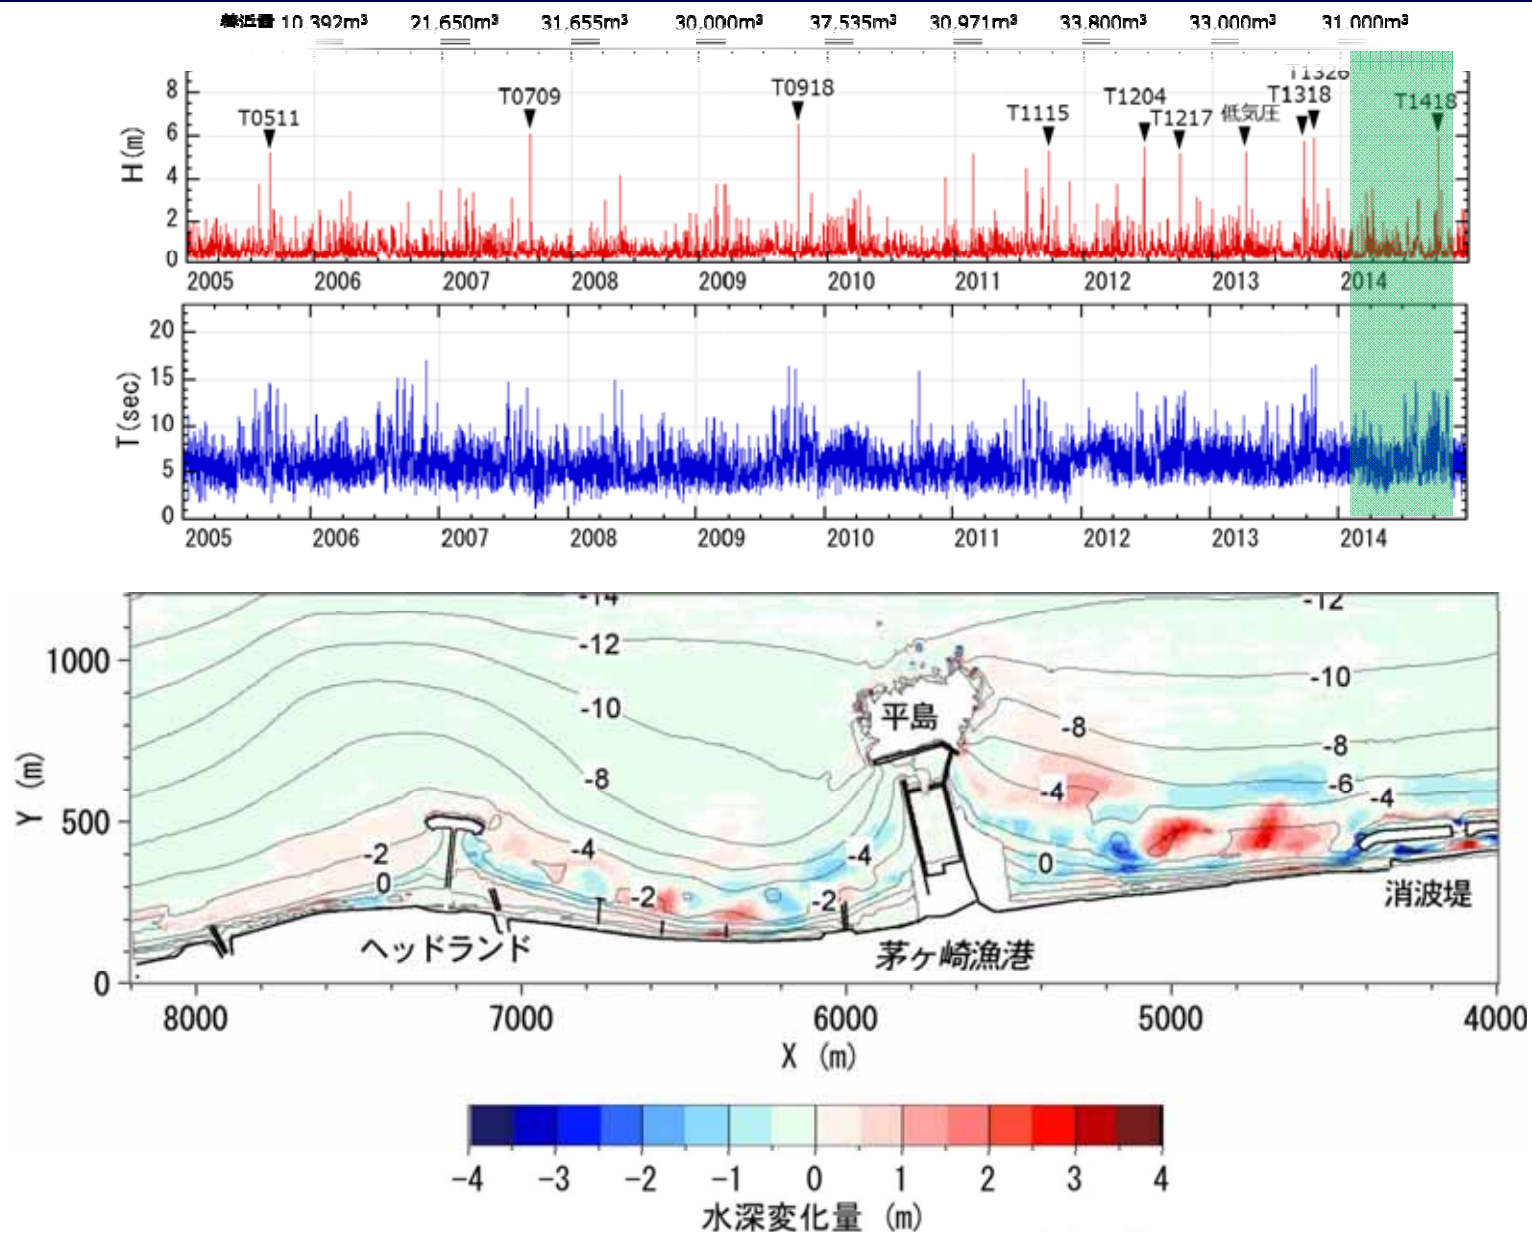 養浜量 10,392m³ 21,650m³ 31,655m³ 30,000m³ 37,535m³ 30,971m³ 33,800m³ 33,000m³ 31,000m³
T0511 T0709 T0918 T1115 T1204 T1217 低気圧 T1318 T1326 T1418
H(m)
8
6
4
2
0
2005 2006 2007 2008 2009 2010 2011 2012 2013 2014
T(sec)
20
15
10
5
0
2005 2006 2007 2008 2009 2010 2011 2012 2013 2014
-14 -12
-12
-10 -10
平島
-8 -8
-8
-6
-4 -4
-4 -4
-2 0
0 -2 -2
消波堤
ヘッドランド 茅ヶ崎漁港
Y (m)
1000
500
0
8000 7000 6000 5000 4000
X (m)
-4 -3 -2 -1 0 1 2 3 4
水深変化量 (m)